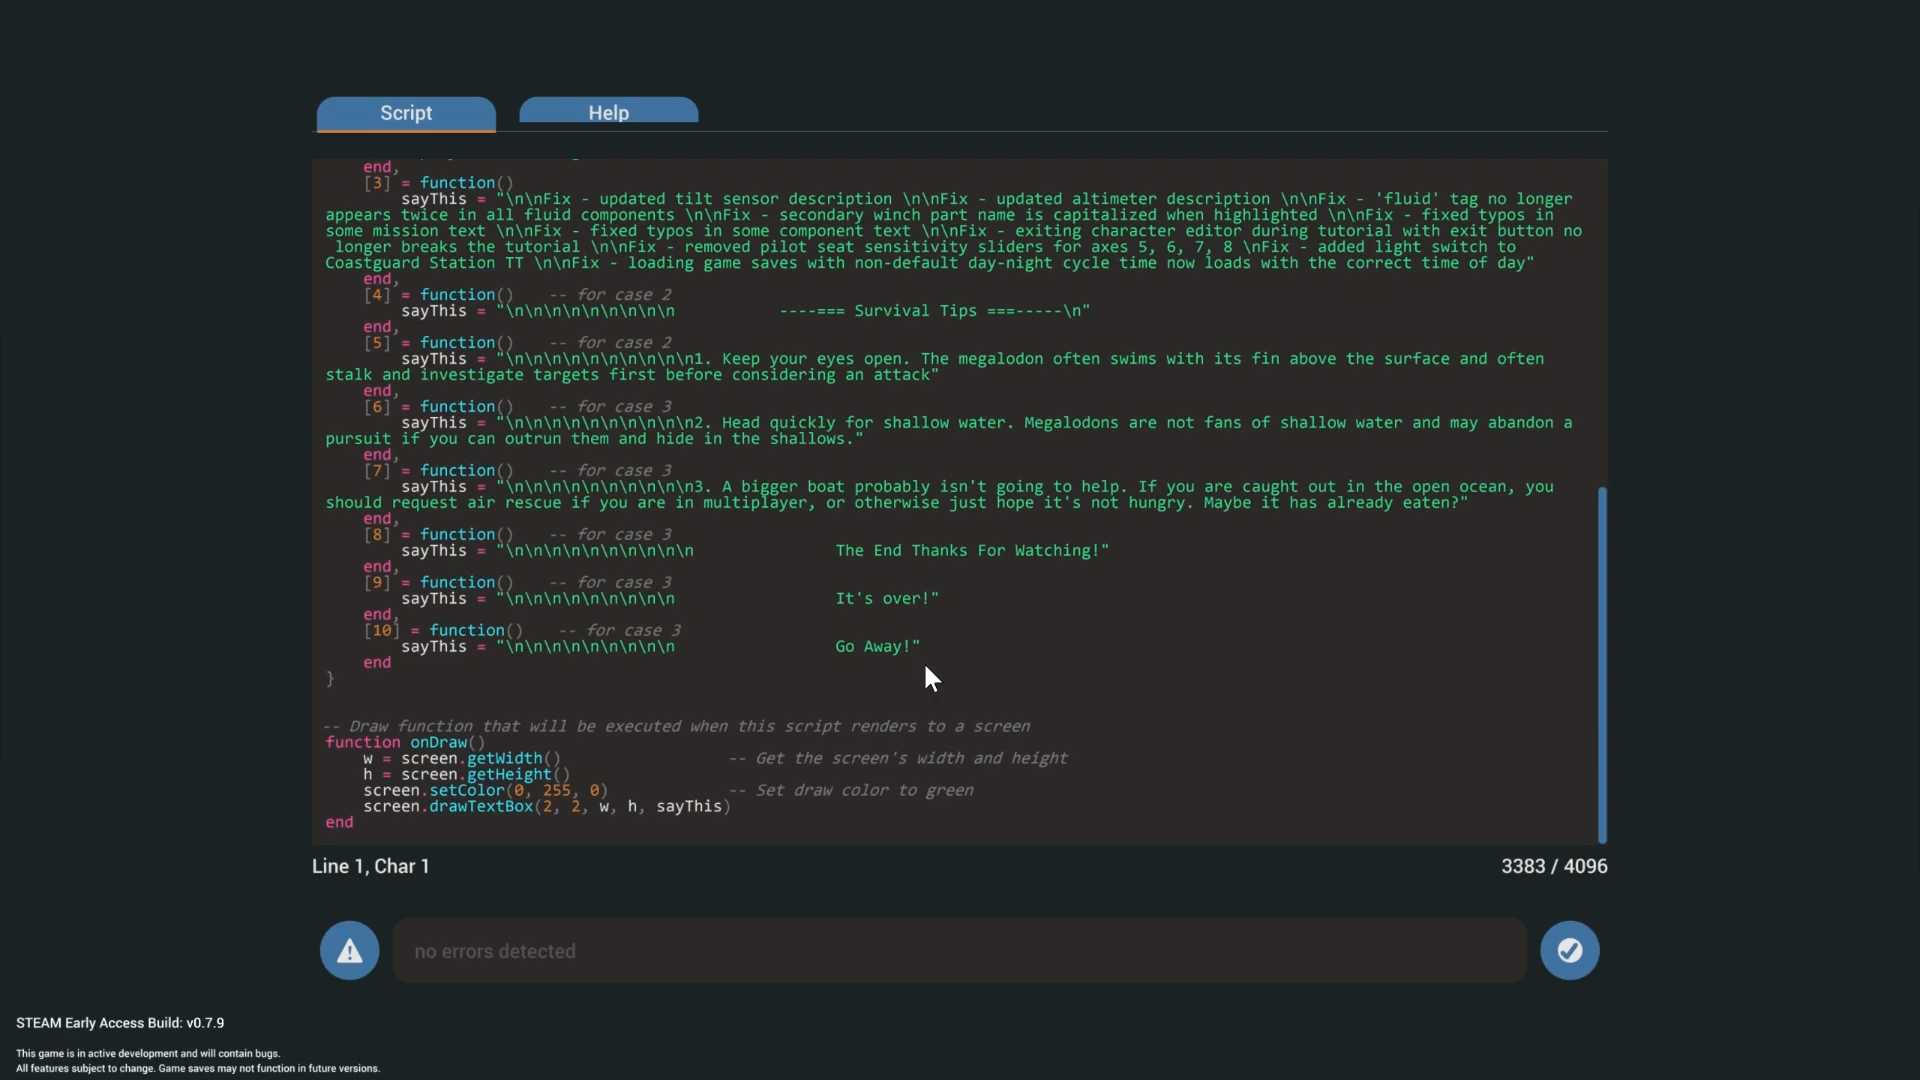 Script
Help
end,
[3] = function()
sayThis = "\n\nFix - updated tilt sensor description \n\nFix - updated altimeter description \n\nFix - 'fluid' tag no longer
appears twice in all fluid components \n\nFix - secondary winch part name is capitalized when highlighted \n\nFix - fixed typos in
some mission text \n\nFix - fixed typos in some component text \n\nFix - exiting character editor during tutorial with exit button no
longer breaks the tutorial \n\nFix - removed pilot seat sensitivity sliders for axes 5, 6, 7, 8 \nFix - added light switch to
Coastguard Station TT \n\nFix - loading game saves with non-default day-night cycle time now loads with the correct time of day"
end,
[4] = function()    -- for case 2
sayThis = "\n\n\n\n\n\n\n\n\n           ----=== Survival Tips ===-----\n"
end,
[5] = function()    -- for case 2
sayThis = "\n\n\n\n\n\n\n\n\n\n1. Keep your eyes open. The megalodon often swims with its fin above the surface and often
stalk and investigate targets first before considering an attack"
end,
[6] = function()    -- for case 3
sayThis = "\n\n\n\n\n\n\n\n\n\n2. Head quickly for shallow water. Megalodons are not fans of shallow water and may abandon a
pursuit if you can outrun them and hide in the shallows."
end,
[7] = function()    -- for case 3
sayThis = "\n\n\n\n\n\n\n\n\n\n3. A bigger boat probably isn't going to help. If you are caught out in the open ocean, you
should request air rescue if you are in multiplayer, or otherwise just hope it's not hungry. Maybe it has already eaten?"
end,
[8] = function()    -- for case 3
sayThis = "\n\n\n\n\n\n\n\n\n\n               The End Thanks For Watching!"
end,
[9] = function()    -- for case 3
sayThis = "\n\n\n\n\n\n\n\n\n                 It's over!"
end,
[10] = function()    -- for case 3
sayThis = "\n\n\n\n\n\n\n\n\n                 Go Away!"
end
}
-- Draw function that will be executed when this script renders to a screen
function onDraw()
w = screen.getWidth()                  -- Get the screen's width and height
h = screen.getHeight()
screen.setColor(0, 255, 0)             -- Set draw color to green
screen.drawTextBox(2, 2, w, h, sayThis)
end
Line 1, Char 1
3383 / 4096
no errors detected
STEAM Early Access Build: v0.7.9
This game is in active development and will contain bugs.
All features subject to change. Game saves may not function in future versions.